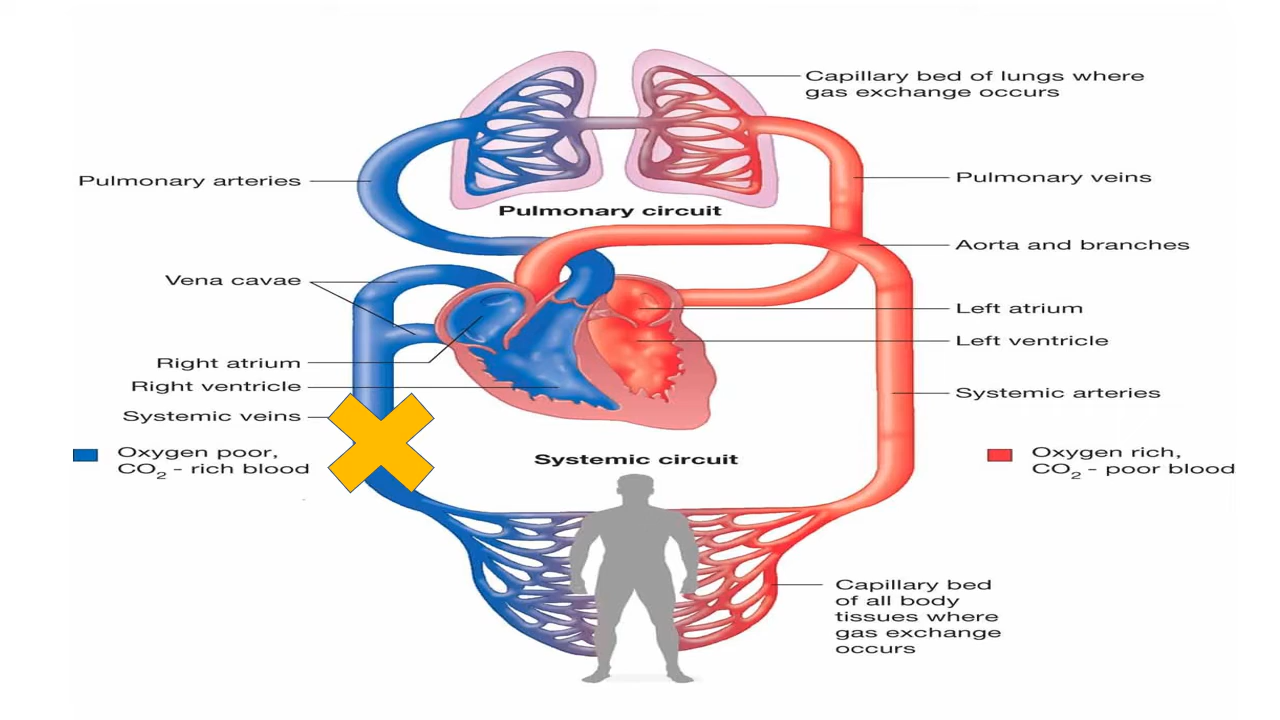 Capillary bed of lungs where
gas exchange occurs
Pulmonary arteries
Pulmonary veins
Pulmonary circuit
Aorta and branches
Vena cavae
Left atrium
Left ventricle
Right atrium
Right ventricle
Systemic arteries
Systemic veins
Oxygen poor,
CO2 - rich blood
Systemic circuit
Oxygen rich,
CO2 - poor blood
Capillary bed
of all body
tissues where
gas exchange
occurs